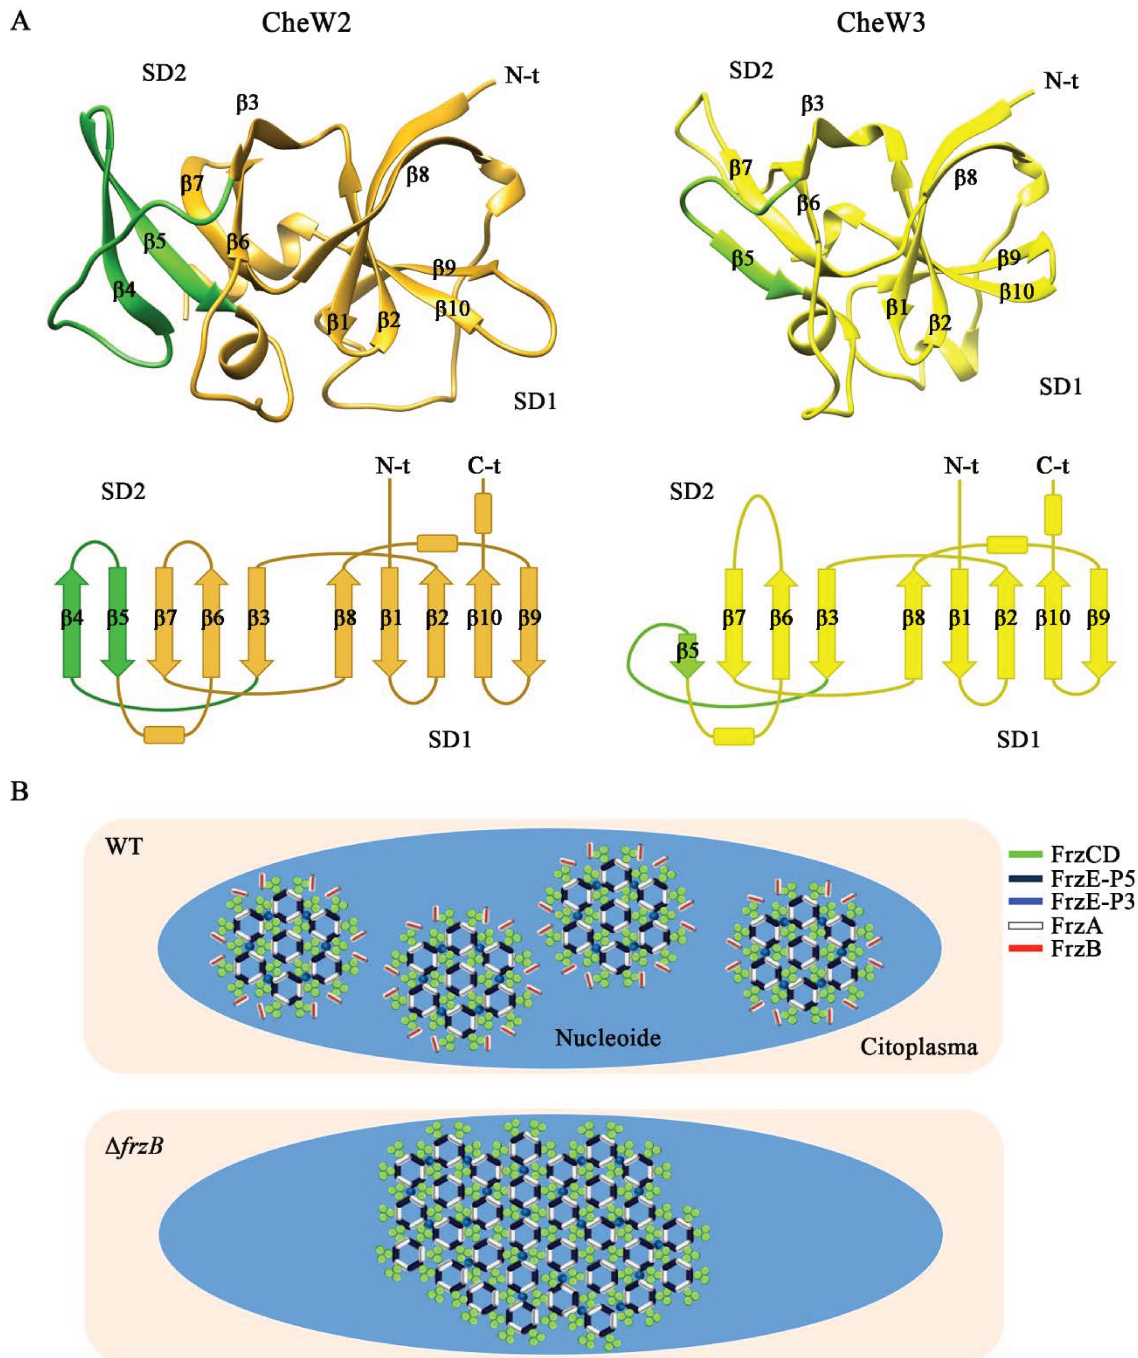 A
CheW2
CheW3
SD2
β3
N-t
β7
β8
β5
β6
β4
β9
β10
β1
β2
SD1
SD2
β3
N-t
β7
β8
β6
β5
β9
β10
β1
β2
SD1
N-t
C-t
SD2
β4
β5
β7
β6
β3
β8
β1
β2
β10
β9
SD1
N-t
C-t
SD2
β5
β7
β6
β3
β8
β1
β2
β10
β9
SD1
B
WT
Nucleoide
Citoplasma
FrzCD
FrzE-P5
FrzE-P3
FrzA
FrzB
ΔfrzB